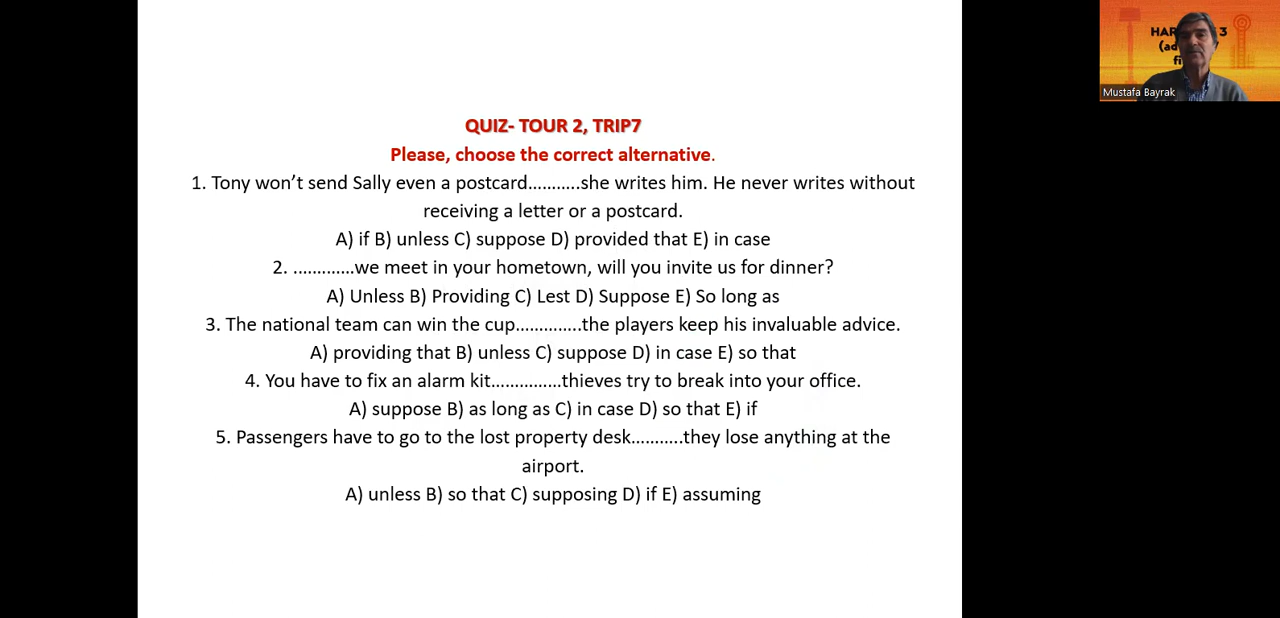 QUIZ- TOUR 2, TRIP7
Please, choose the correct alternative.
1. Tony won’t send Sally even a postcard...........she writes him. He never writes without
receiving a letter or a postcard.
A) if B) unless C) suppose D) provided that E) in case
2. .............we meet in your hometown, will you invite us for dinner?
A) Unless B) Providing C) Lest D) Suppose E) So long as
3. The national team can win the cup..............the players keep his invaluable advice.
A) providing that B) unless C) suppose D) in case E) so that
4. You have to fix an alarm kit...............thieves try to break into your office.
A) suppose B) as long as C) in case D) so that E) if
5. Passengers have to go to the lost property desk..........they lose anything at the
airport.
A) unless B) so that C) supposing D) if E) assuming
3
Mustafa Bayrak